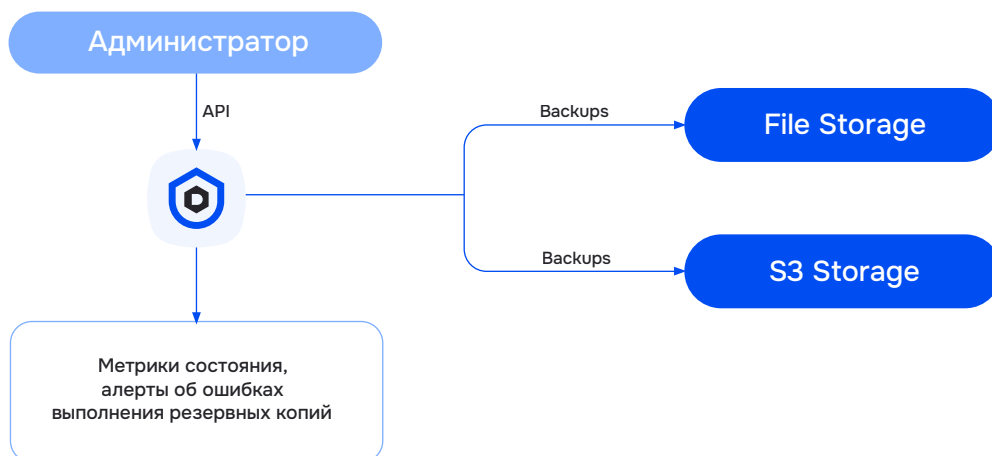 Администратор
API
Backups
File Storage
D
Backups
S3 Storage
Метрики состояния,
алерты об ошибках
выполнения резервных копий